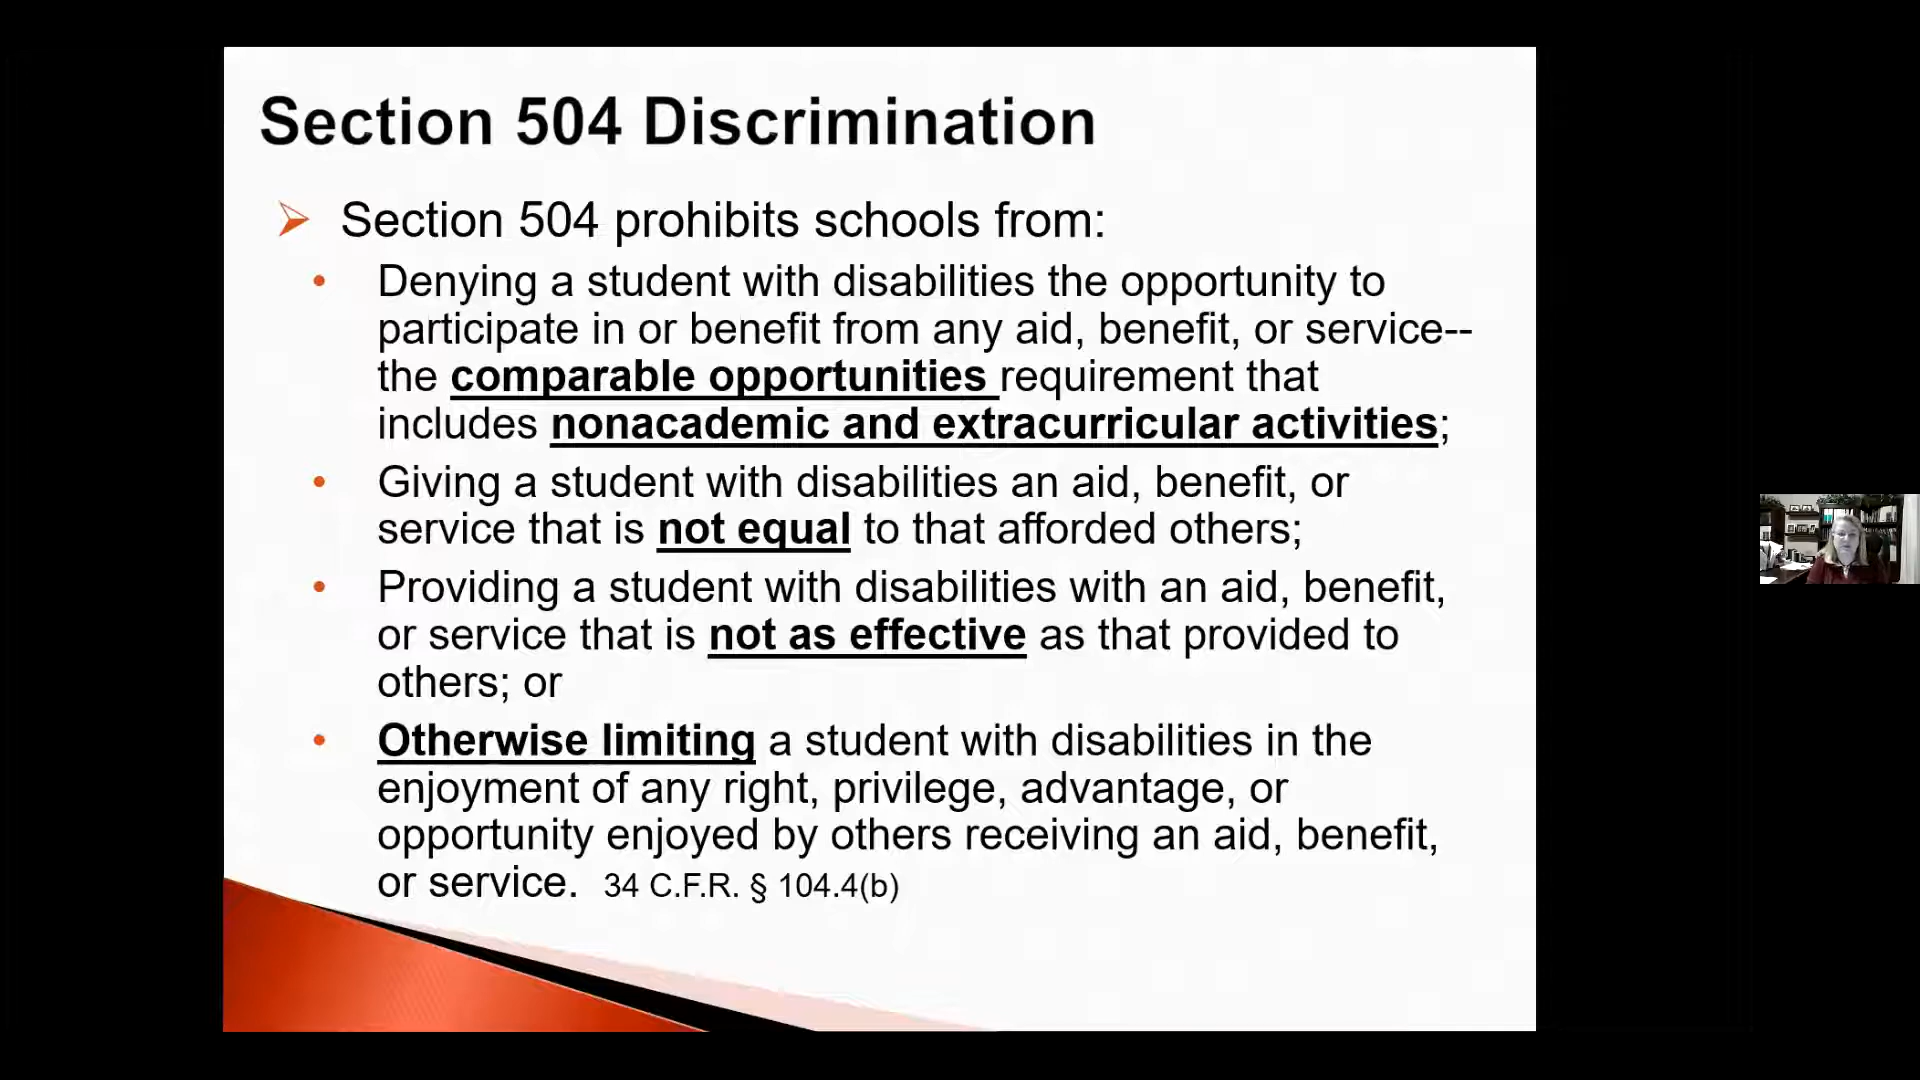 Section 504 Discrimination
Section 504 prohibits schools from:
• Denying a student with disabilities the opportunity to
participate in or benefit from any aid, benefit, or service--
the comparable opportunities requirement that
includes nonacademic and extracurricular activities;
• Giving a student with disabilities an aid, benefit, or
service that is not equal to that afforded others;
• Providing a student with disabilities with an aid, benefit,
or service that is not as effective as that provided to
others; or
• Otherwise limiting a student with disabilities in the
enjoyment of any right, privilege, advantage, or
opportunity enjoyed by others receiving an aid, benefit,
or service. 34 C.F.R. § 104.4(b)